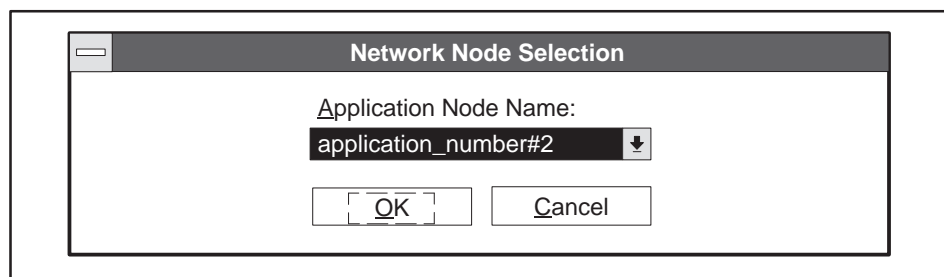 Network Node Selection
Application Node Name:
application_number#2
OK
Cancel